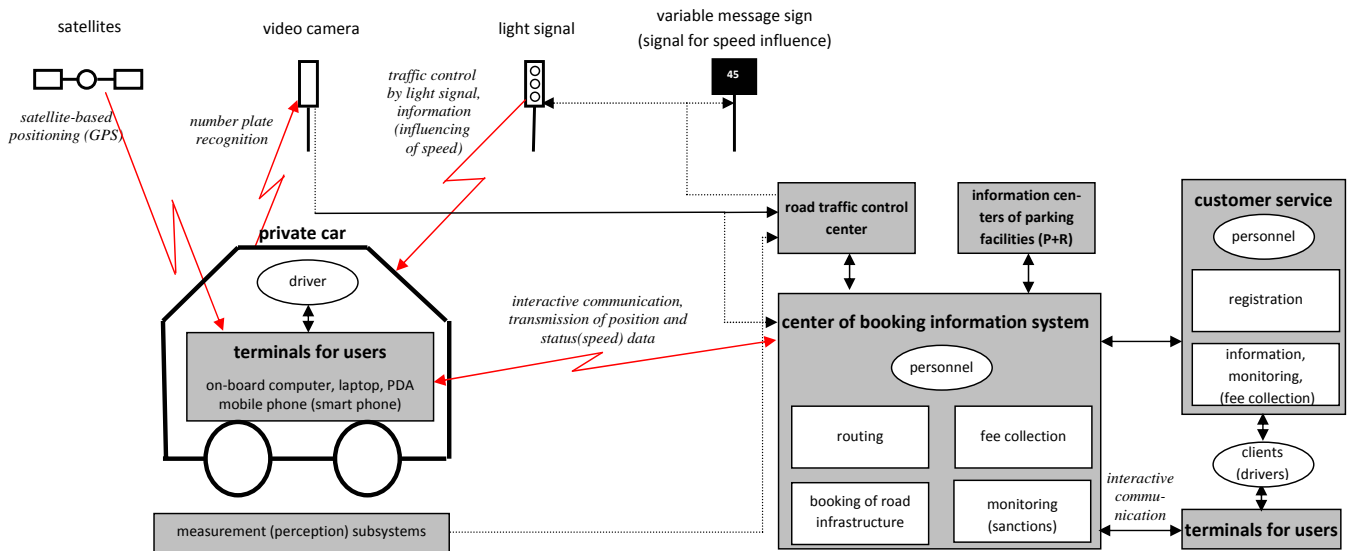 satellites
video camera
light signal
variable message sign
(signal for speed influence)
45
satellite-based
positioning (GPS)
number plate
recognition
traffic control
by light signal,
information
(influencing
of speed)
private car
driver
terminals for users
on-board computer, laptop, PDA
mobile phone (smart phone)
measurement (perception) subsystems
interactive communication,
transmission of position and
status(speed) data
road traffic control
center
information cen-
ters of parking
facilities (P+R)
center of booking information system
personnel
routing
fee collection
booking of road
infrastructure
monitoring
(sanctions)
customer service
personnel
registration
information,
monitoring,
(fee collection)
clients
(drivers)
interactive
commu-
nication
terminals for users